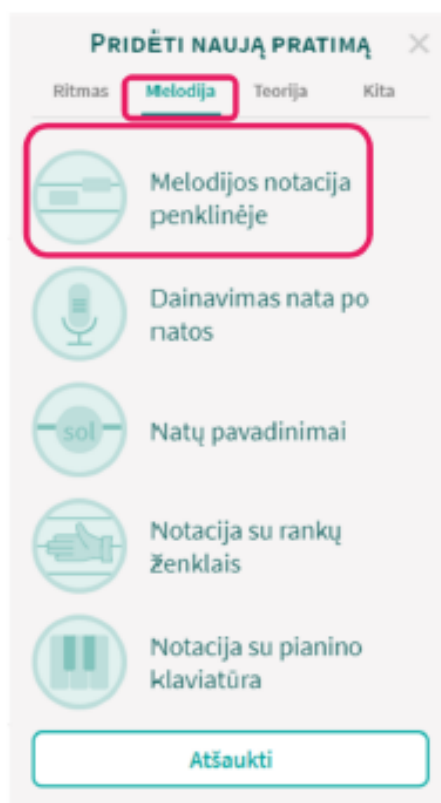 PRIDĖTI NAUJĄ PRATIMĄ
Ritmas Melodija Teorija Kita
Melodijos notacija
penklinėje
Dainavimas nata po
natos
sol
Natų pavadinimai
Notacija su rankų
ženklais
Notacija su pianino
klaviatūra
Atšaukti